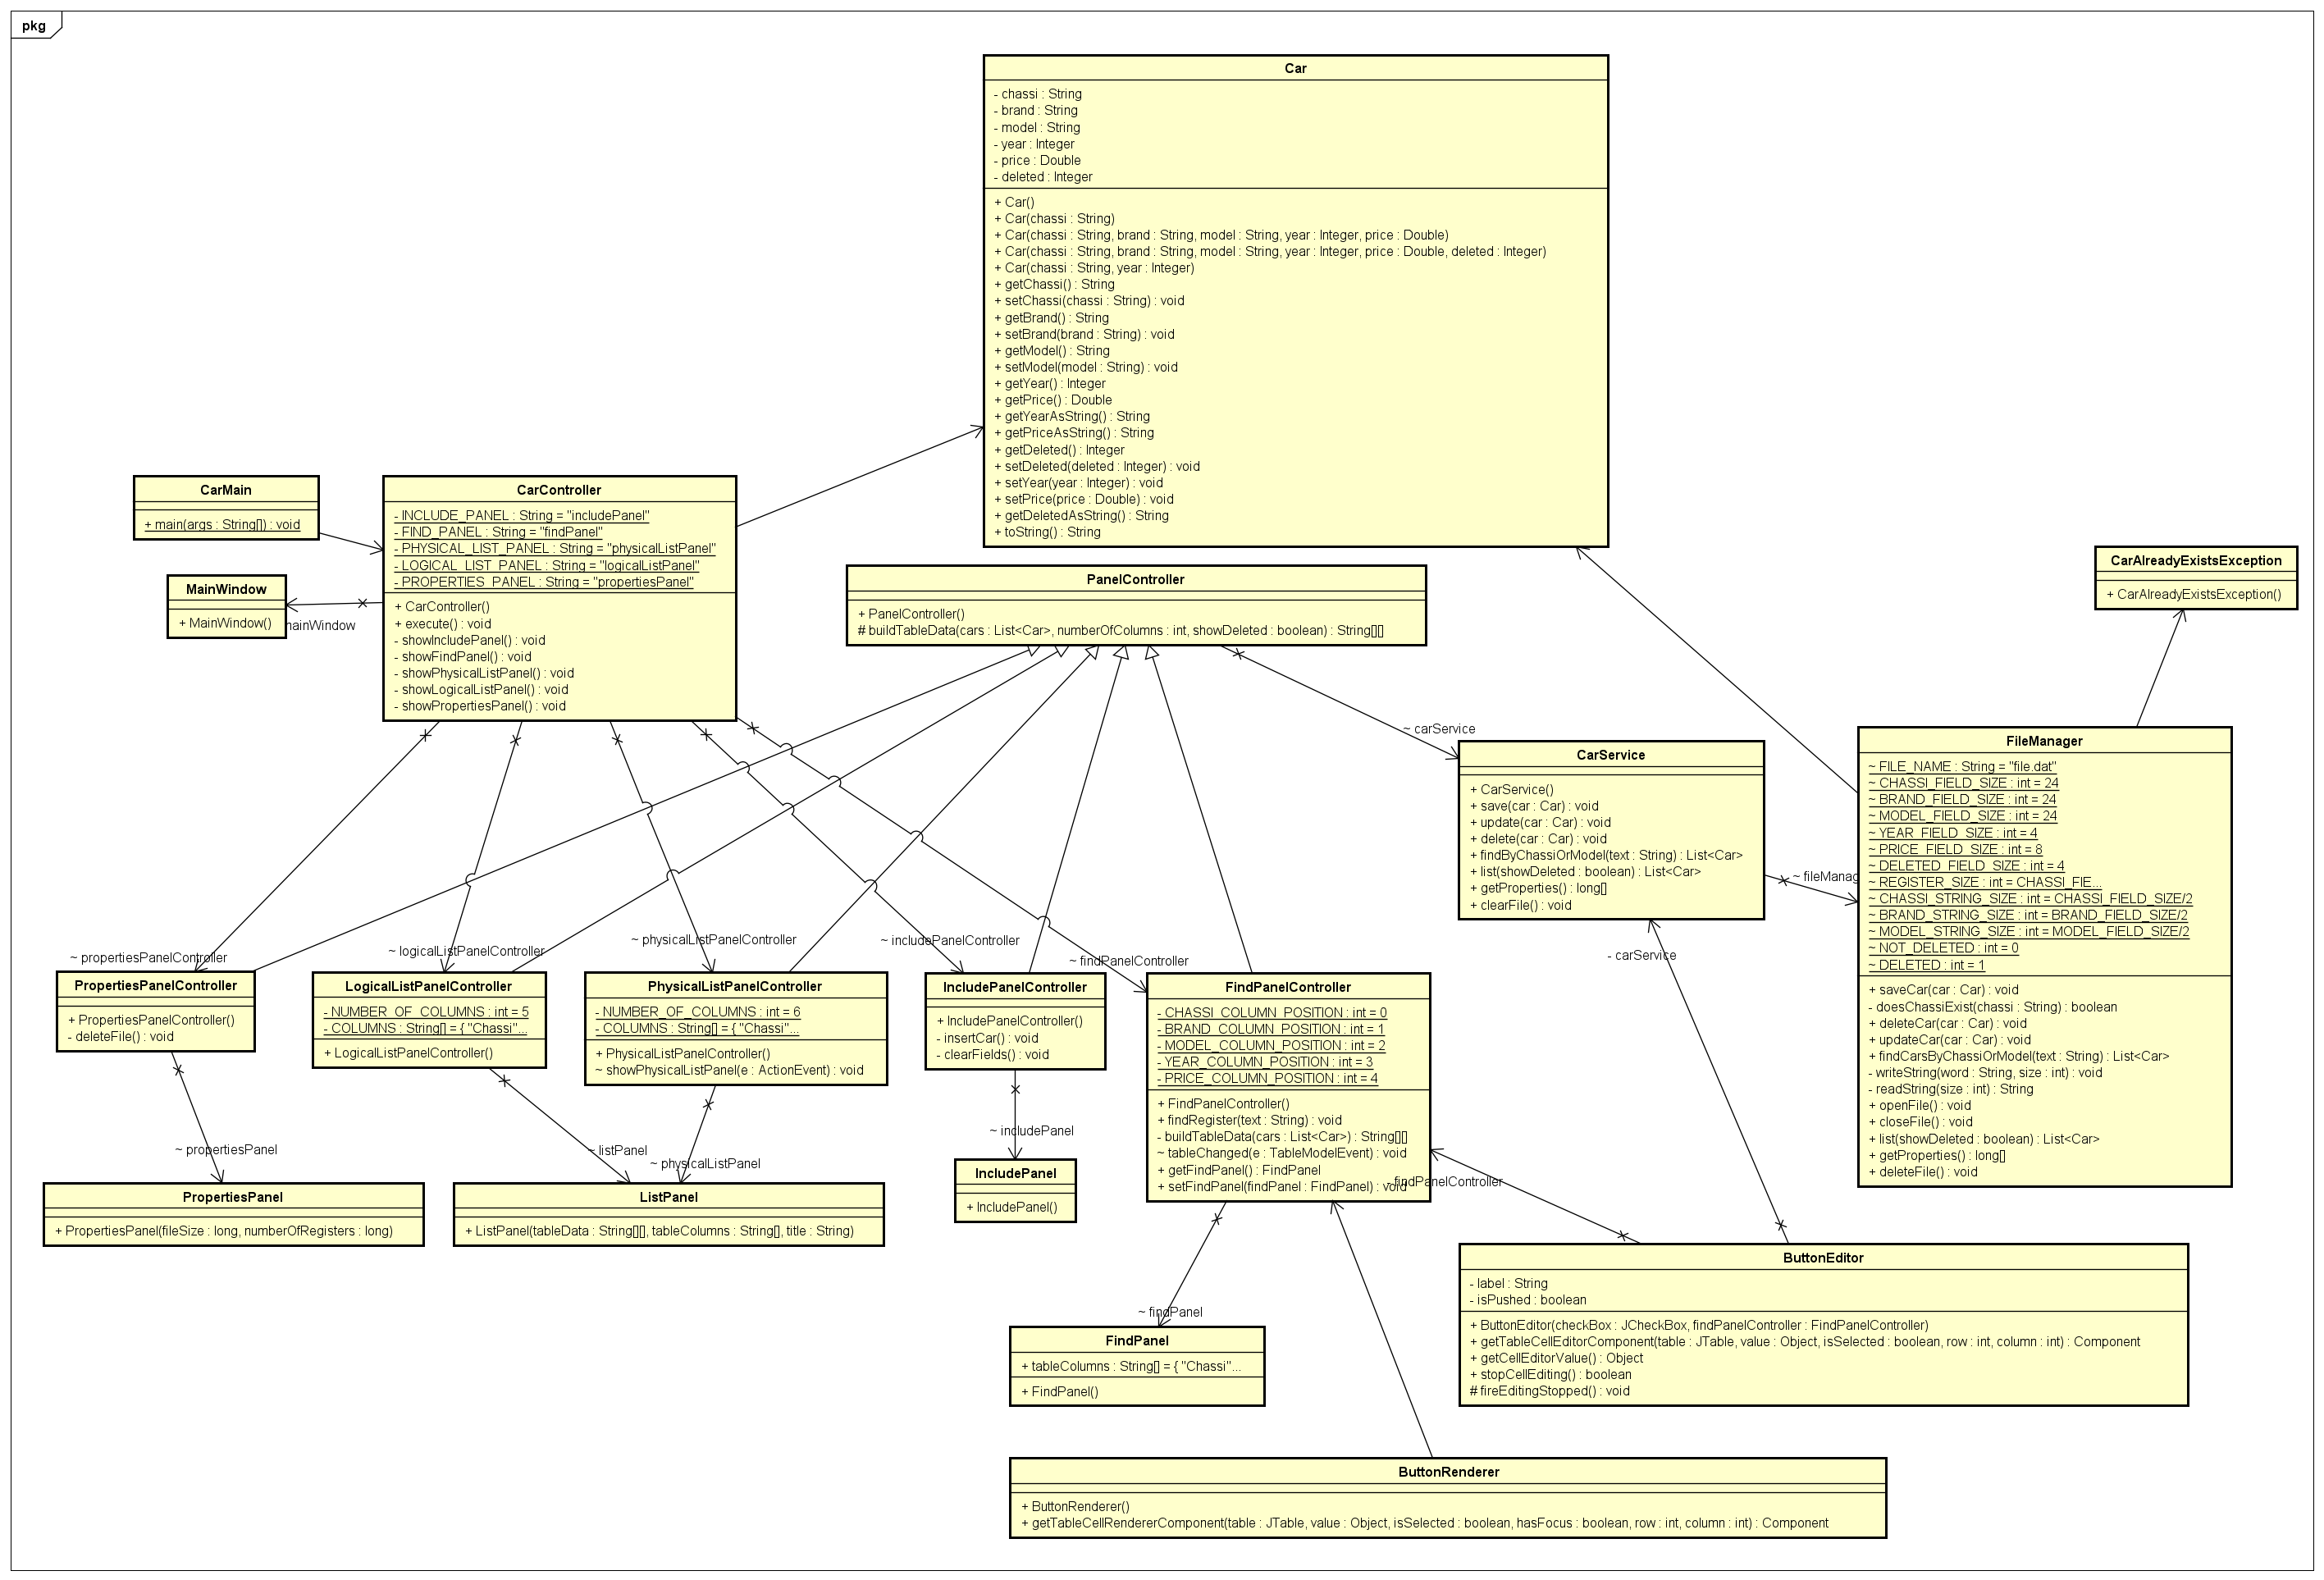 pkg
Car
- chassi : String
- brand : String
- model : String
- year : Integer
- price : Double
- deleted : Integer
+ Car()
+ Car(chassi : String)
+ Car(chassi : String, brand : String, model : String, year : Integer, price : Double)
+ Car(chassi : String, brand : String, model : String, year : Integer, price : Double, deleted : Integer)
+ Car(chassi : String, year : Integer)
+ getChassi() : String
+ setChassi(chassi : String) : void
+ getBrand() : String
+ setBrand(brand : String) : void
+ getModel() : String
+ setModel(model : String) : void
+ getYear() : Integer
+ getPrice() : Double
+ getYearAsString() : String
+ getPriceAsString() : String
+ getDeleted() : Integer
+ setDeleted(deleted : Integer) : void
+ setYear(year : Integer) : void
+ setPrice(price : Double) : void
+ getDeletedAsString() : String
+ toString() : String
CarMain
+ main(args : String[]) : void
CarController
- INCLUDE_PANEL : String = "includePanel"
- FIND_PANEL : String = "findPanel"
- PHYSICAL_LIST_PANEL : String = "physicalListPanel"
- LOGICAL_LIST_PANEL : String = "logicalListPanel"
- PROPERTIES_PANEL : String = "propertiesPanel"
+ CarController()
+ execute() : void
- showIncludePanel() : void
- showFindPanel() : void
- showPhysicalListPanel() : void
- showLogicalListPanel() : void
- showPropertiesPanel() : void
MainWindow
+ MainWindow()
mainWindow
PanelController
+ PanelController()
# buildTableData(cars : List<Car>, numberOfColumns : int, showDeleted : boolean) : String[][]
CarAlreadyExistsException
+ CarAlreadyExistsException()
~ carService
CarService
+ CarService()
+ save(car : Car) : void
+ update(car : Car) : void
+ delete(car : Car) : void
+ findByChassiOrModel(text : String) : List<Car>
+ list(showDeleted : boolean) : List<Car>
+ getProperties() : long[]
+ clearFile() : void
~ fileManag
FileManager
~ FILE_NAME : String = "file.dat"
~ CHASSI_FIELD_SIZE : int = 24
~ BRAND_FIELD_SIZE : int = 24
~ MODEL_FIELD_SIZE : int = 24
~ YEAR_FIELD_SIZE : int = 4
~ PRICE_FIELD_SIZE : int = 8
~ DELETED_FIELD_SIZE : int = 4
~ REGISTER_SIZE : int = CHASSI_FIE...
~ CHASSI_STRING_SIZE : int = CHASSI_FIELD_SIZE/2
~ BRAND_STRING_SIZE : int = BRAND_FIELD_SIZE/2
~ MODEL_STRING_SIZE : int = MODEL_FIELD_SIZE/2
~ NOT_DELETED : int = 0
~ DELETED : int = 1
+ saveCar(car : Car) : void
- doesChassiExist(chassi : String) : boolean
+ deleteCar(car : Car) : void
+ updateCar(car : Car) : void
+ findCarsByChassiOrModel(text : String) : List<Car>
- writeString(word : String, size : int) : void
- readString(size : int) : String
+ openFile() : void
+ closeFile() : void
+ list(showDeleted : boolean) : List<Car>
+ getProperties() : long[]
+ deleteFile() : void
~ propertiesPanelController
~ logicalListPanelController
~ physicalListPanelController
~ includePanelController
~ findPanelController
- carService
PropertiesPanelController
+ PropertiesPanelController()
- deleteFile() : void
LogicalListPanelController
- NUMBER_OF_COLUMNS : int = 5
- COLUMNS : String[] = { "Chassi"...
+ LogicalListPanelController()
PhysicalListPanelController
- NUMBER_OF_COLUMNS : int = 6
- COLUMNS : String[] = { "Chassi"...
+ PhysicalListPanelController()
~ showPhysicalListPanel(e : ActionEvent) : void
IncludePanelController
+ IncludePanelController()
- insertCar() : void
- clearFields() : void
FindPanelController
- CHASSI_COLUMN_POSITION : int = 0
- BRAND_COLUMN_POSITION : int = 1
- MODEL_COLUMN_POSITION : int = 2
- YEAR_COLUMN_POSITION : int = 3
- PRICE_COLUMN_POSITION : int = 4
+ FindPanelController()
+ findRegister(text : String) : void
- buildTableData(cars : List<Car>) : String[][]
~ tableChanged(e : TableModelEvent) : void
+ getFindPanel() : FindPanel
+ setFindPanel(findPanel : FindPanel) : void
- findPanelController
~ propertiesPanel
~ listPanel
~ physicalListPanel
~ includePanel
PropertiesPanel
+ PropertiesPanel(fileSize : long, numberOfRegisters : long)
ListPanel
+ ListPanel(tableData : String[][], tableColumns : String[], title : String)
IncludePanel
+ IncludePanel()
~ findPanel
FindPanel
+ tableColumns : String[] = { "Chassi"...
+ FindPanel()
ButtonEditor
- label : String
- isPushed : boolean
+ ButtonEditor(checkBox : JCheckBox, findPanelController : FindPanelController)
+ getTableCellEditorComponent(table : JTable, value : Object, isSelected : boolean, row : int, column : int) : Component
+ getCellEditorValue() : Object
+ stopCellEditing() : boolean
# fireEditingStopped() : void
ButtonRenderer
+ ButtonRenderer()
+ getTableCellRendererComponent(table : JTable, value : Object, isSelected : boolean, hasFocus : boolean, row : int, column : int) : Component